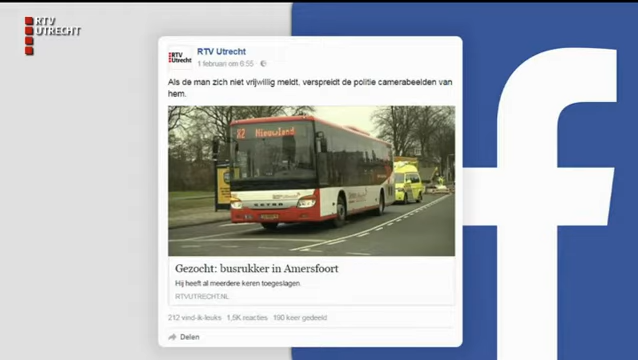 RTV
UTRECHT
RTV
Utrecht
RTV Utrecht
1 februari om 6:55
Als de man zich niet vrijwillig meldt, verspreidt de politie camerabeelden van
hem.
82 Nieuwland
Gezocht: busrukker in Amersfoort
Hij heeft al meerdere keren toegeslagen.
RTVUTRECHT.NL
212 vind-ik-leuks 1,5K reacties 190 keer gedeeld
Delen